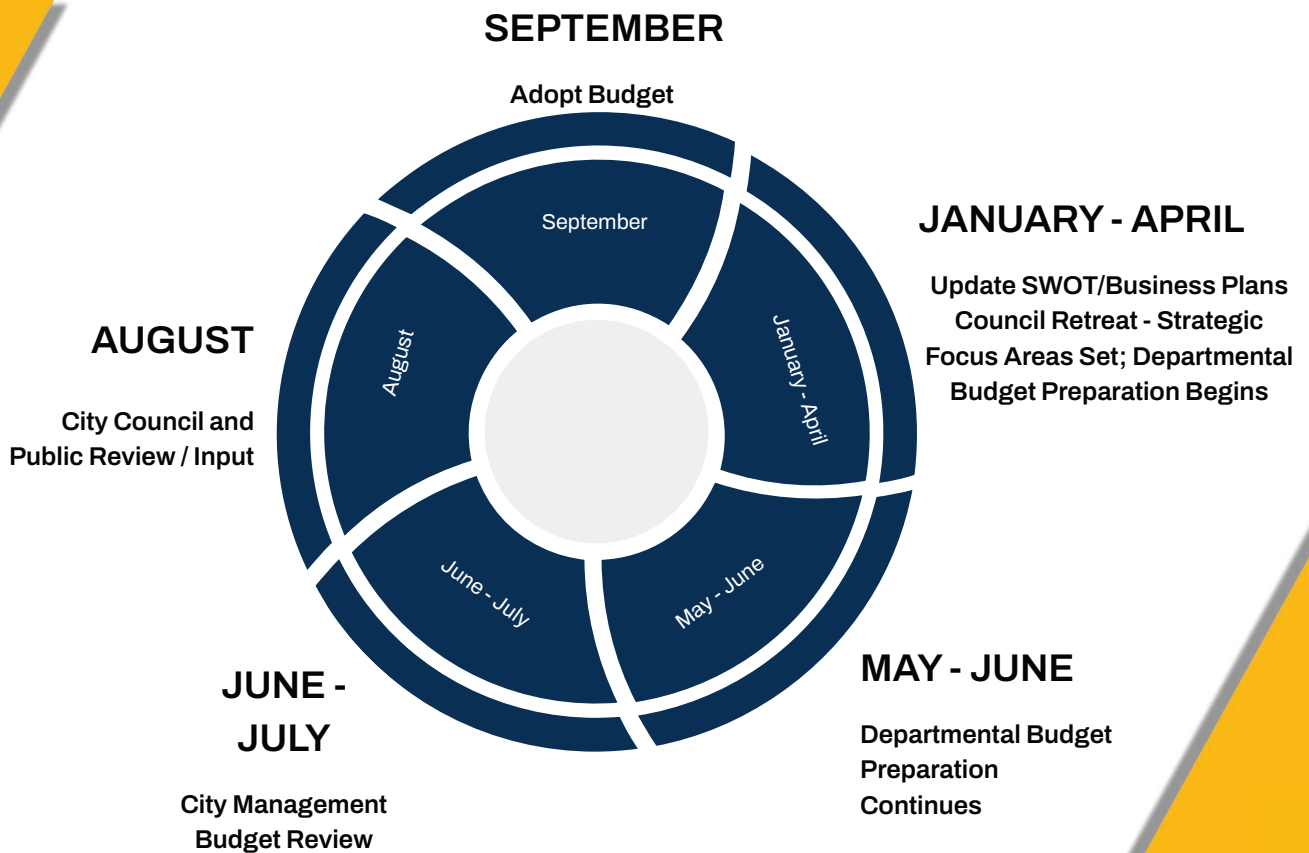 SEPTEMBER
Adopt Budget
September
JANUARY - APRIL
Update SWOT/Business Plans
Council Retreat - Strategic
Focus Areas Set; Departmental
Budget Preparation Begins
January - April
MAY - JUNE
Departmental Budget
Preparation
Continues
May - June
JUNE -
JULY
City Management
Budget Review
June - July
AUGUST
City Council and
Public Review / Input
August